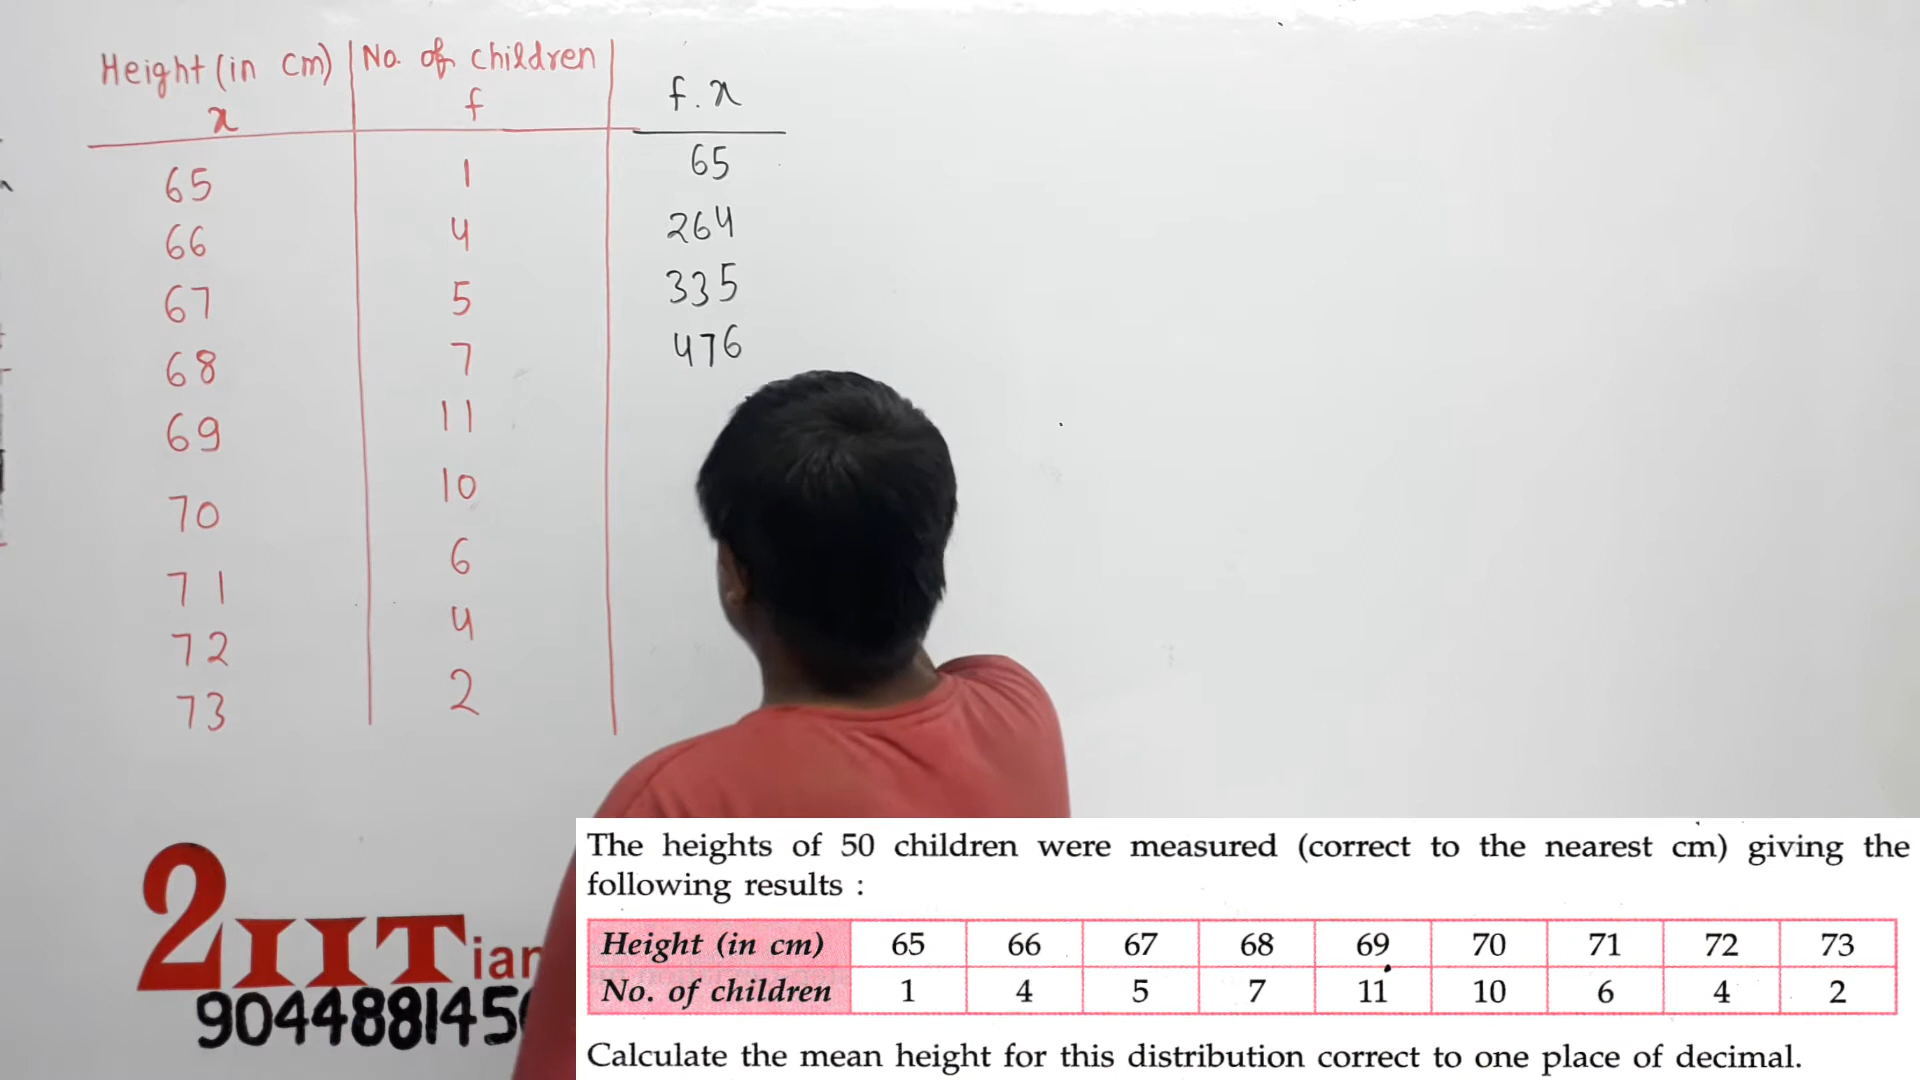 Height (in cm) No. of children f.x
x f
65 1 65
66 4 264
67 5 335
68 7 476
69 11
70 10
71 6
72 4
73 2
2IITian
904488145
The heights of 50 children were measured (correct to the nearest cm) giving the
following results :
Height (in cm) 65 66 67 68 69 70 71 72 73
No. of children 1 4 5 7 11 10 6 4 2
Calculate the mean height for this distribution correct to one place of decimal.